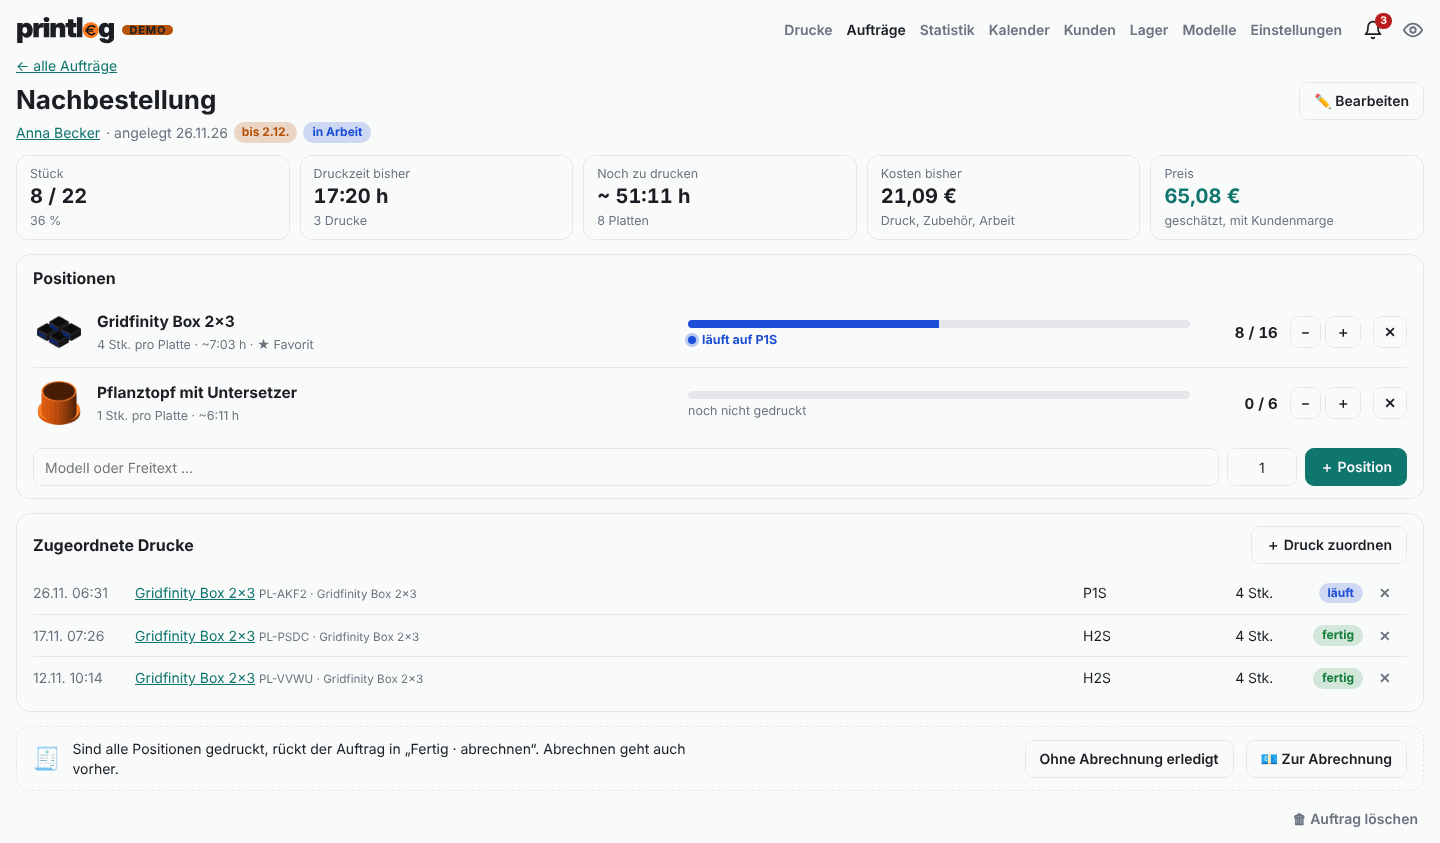 printl€g DEMO
Drucke Aufträge Statistik Kalender Kunden Lager Modelle Einstellungen 3
← alle Aufträge
Nachbestellung
✏️ Bearbeiten
Anna Becker · angelegt 26.11.26 bis 2.12. in Arbeit
Stück
8 / 22
36 %
Druckzeit bisher
17:20 h
3 Drucke
Noch zu drucken
~ 51:11 h
8 Platten
Kosten bisher
21,09 €
Druck, Zubehör, Arbeit
Preis
65,08 €
geschätzt, mit Kundenmarge
Positionen
Gridfinity Box 2×3
4 Stk. pro Platte · ~7:03 h · ★ Favorit
läuft auf P1S
8 / 16 − + ✕
Pflanztopf mit Untersetzer
1 Stk. pro Platte · ~6:11 h
noch nicht gedruckt
0 / 6 − + ✕
Modell oder Freitext … 1 + Position
Zugeordnete Drucke
+ Druck zuordnen
26.11. 06:31 Gridfinity Box 2×3 PL-AKF2 · Gridfinity Box 2×3 P1S 4 Stk. läuft ✕
17.11. 07:26 Gridfinity Box 2×3 PL-PSDC · Gridfinity Box 2×3 H2S 4 Stk. fertig ✕
12.11. 10:14 Gridfinity Box 2×3 PL-VVWU · Gridfinity Box 2×3 H2S 4 Stk. fertig ✕
Sind alle Positionen gedruckt, rückt der Auftrag in „Fertig · abrechnen“. Abrechnen geht auch
vorher.
Ohne Abrechnung erledigt
💶 Zur Abrechnung
🗑 Auftrag löschen